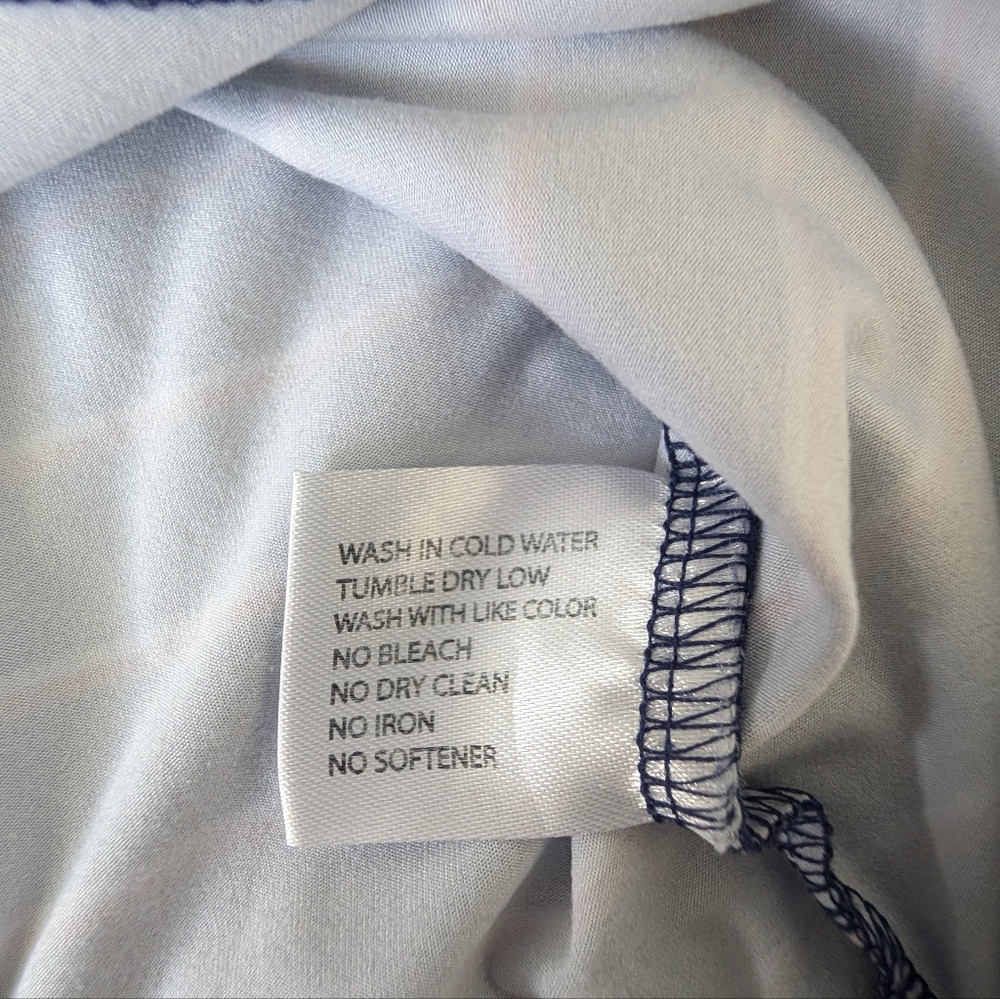 WASH IN COLD WATER
TUMBLE DRY LOW
WASH WITH LIKE COLOR
NO BLEACH
NO DRY CLEAN
NO IRON
NO SOFTENER